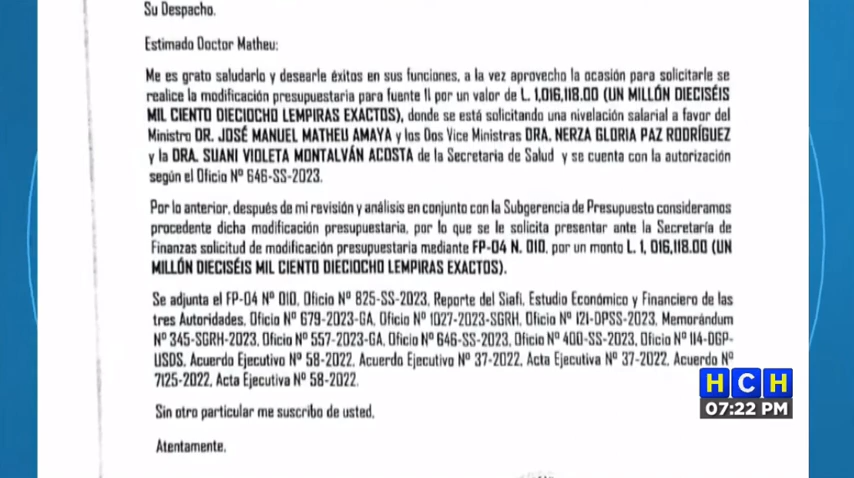 Su Despacho.
Estimado Doctor Matheu:
Me es grato saludarlo y desearle éxitos en sus funciones, a la vez aprovecho la ocasión para solicitarle se
realice la modificación presupuestaria para fuente 11 por un valor de L. 1,016,118.00 (UN MILLÓN DIECISÉIS
MIL CIENTO DIECIOCHO LEMPIRAS EXACTOS), donde se está solicitando una nivelación salarial a favor del
Ministro DR. JOSÉ MANUEL MATHEU AMAYA y los Dos Vice Ministras DRA. NERZA GLORIA PAZ RODRÍGUEZ
y la DRA. SUANI VIOLETA MONTALVÁN ACOSTA de la Secretaria de Salud y se cuenta con la autorización
según el Oficio Nº 646-SS-2023.
Por lo anterior, después de mi revisión y análisis en conjunto con la Subgerencia de Presupuesto consideramos
procedente dicha modificación presupuestaria, por lo que se le solicita presentar ante la Secretaría de
Finanzas solicitud de modificación presupuestaria mediante FP-04 N. 010, por un monto L. 1, 016,118.00 (UN
MILLÓN DIECISÉIS MIL CIENTO DIECIOCHO LEMPIRAS EXACTOS).
Se adjunta el FP-04 Nº 010, Oficio Nº 825-SS-2023, Reporte del Siafi, Estudio Económico y Financiero de las
tres Autoridades, Oficio Nº 679-2023-GA, Oficio Nº 1027-2023-SGRH, Oficio Nº 121-DPSS-2023, Memorándum
Nº 345-SGRH-2023, Oficio Nº 557-2023-GA, Oficio Nº 646-SS-2023, Oficio Nº 400-SS-2023, Oficio Nº 114-DGP-
USDS, Acuerdo Ejecutivo Nº 58-2022, Acuerdo Ejecutivo Nº 37-2022, Acta Ejecutiva Nº 37-2022, Acuerdo Nº
7125-2022, Acta Ejecutiva Nº 58-2022.
Sin otro particular me suscribo de usted,
Atentamente,
HCH
07:22 PM